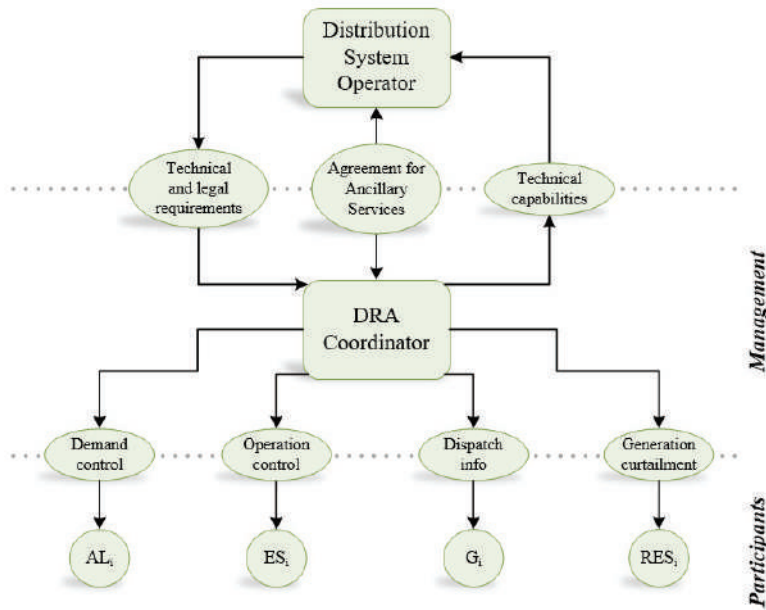 Distribution
System
Operator
Technical
and legal
requirements
Agreement for
Ancillary
Services
Technical
capabilities
Management
DRA
Coordinator
Demand
control
Operation
control
Dispatch
info
Generation
curtailment
Participants
ALᵢ
ESᵢ
Gᵢ
RESᵢ